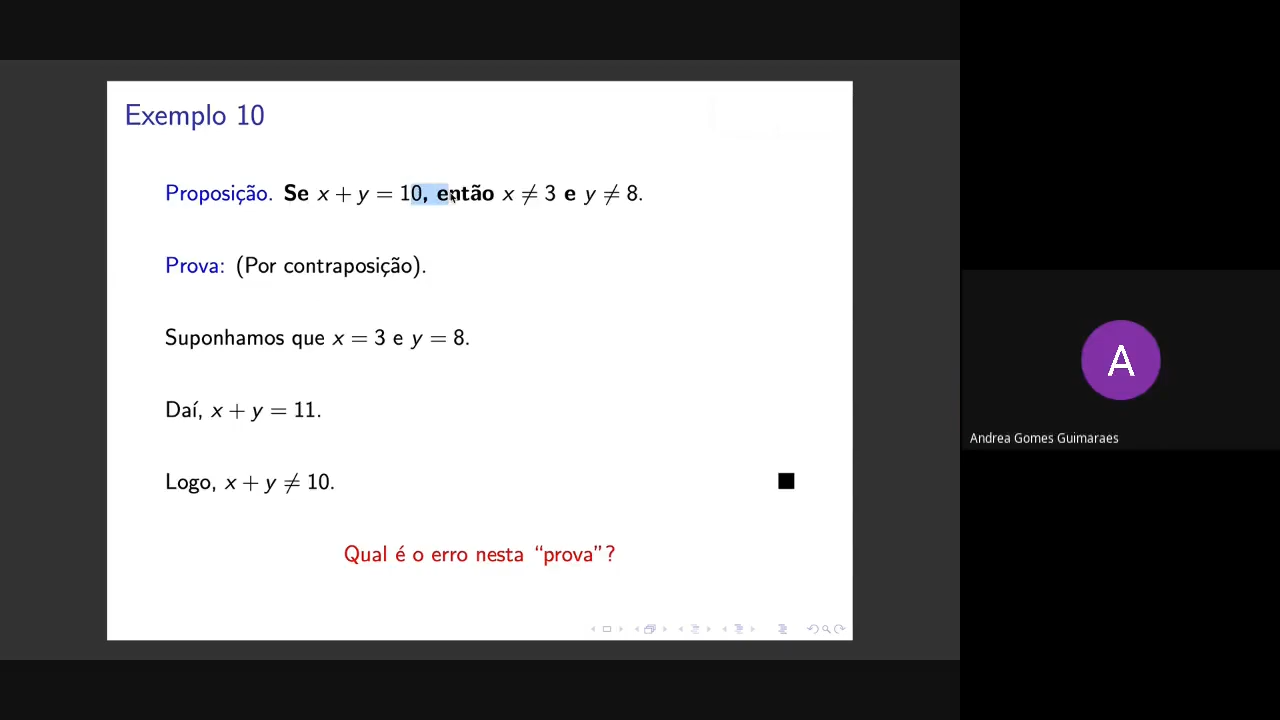 Exemplo 10
Proposição. Se x + y = 10, então x ≠ 3 e y ≠ 8.
Prova: (Por contraposição).
Suponhamos que x = 3 e y = 8.
Daí, x + y = 11.
Logo, x + y ≠ 10. ■
Qual é o erro nesta “prova”?
A
Andrea Gomes Guimaraes